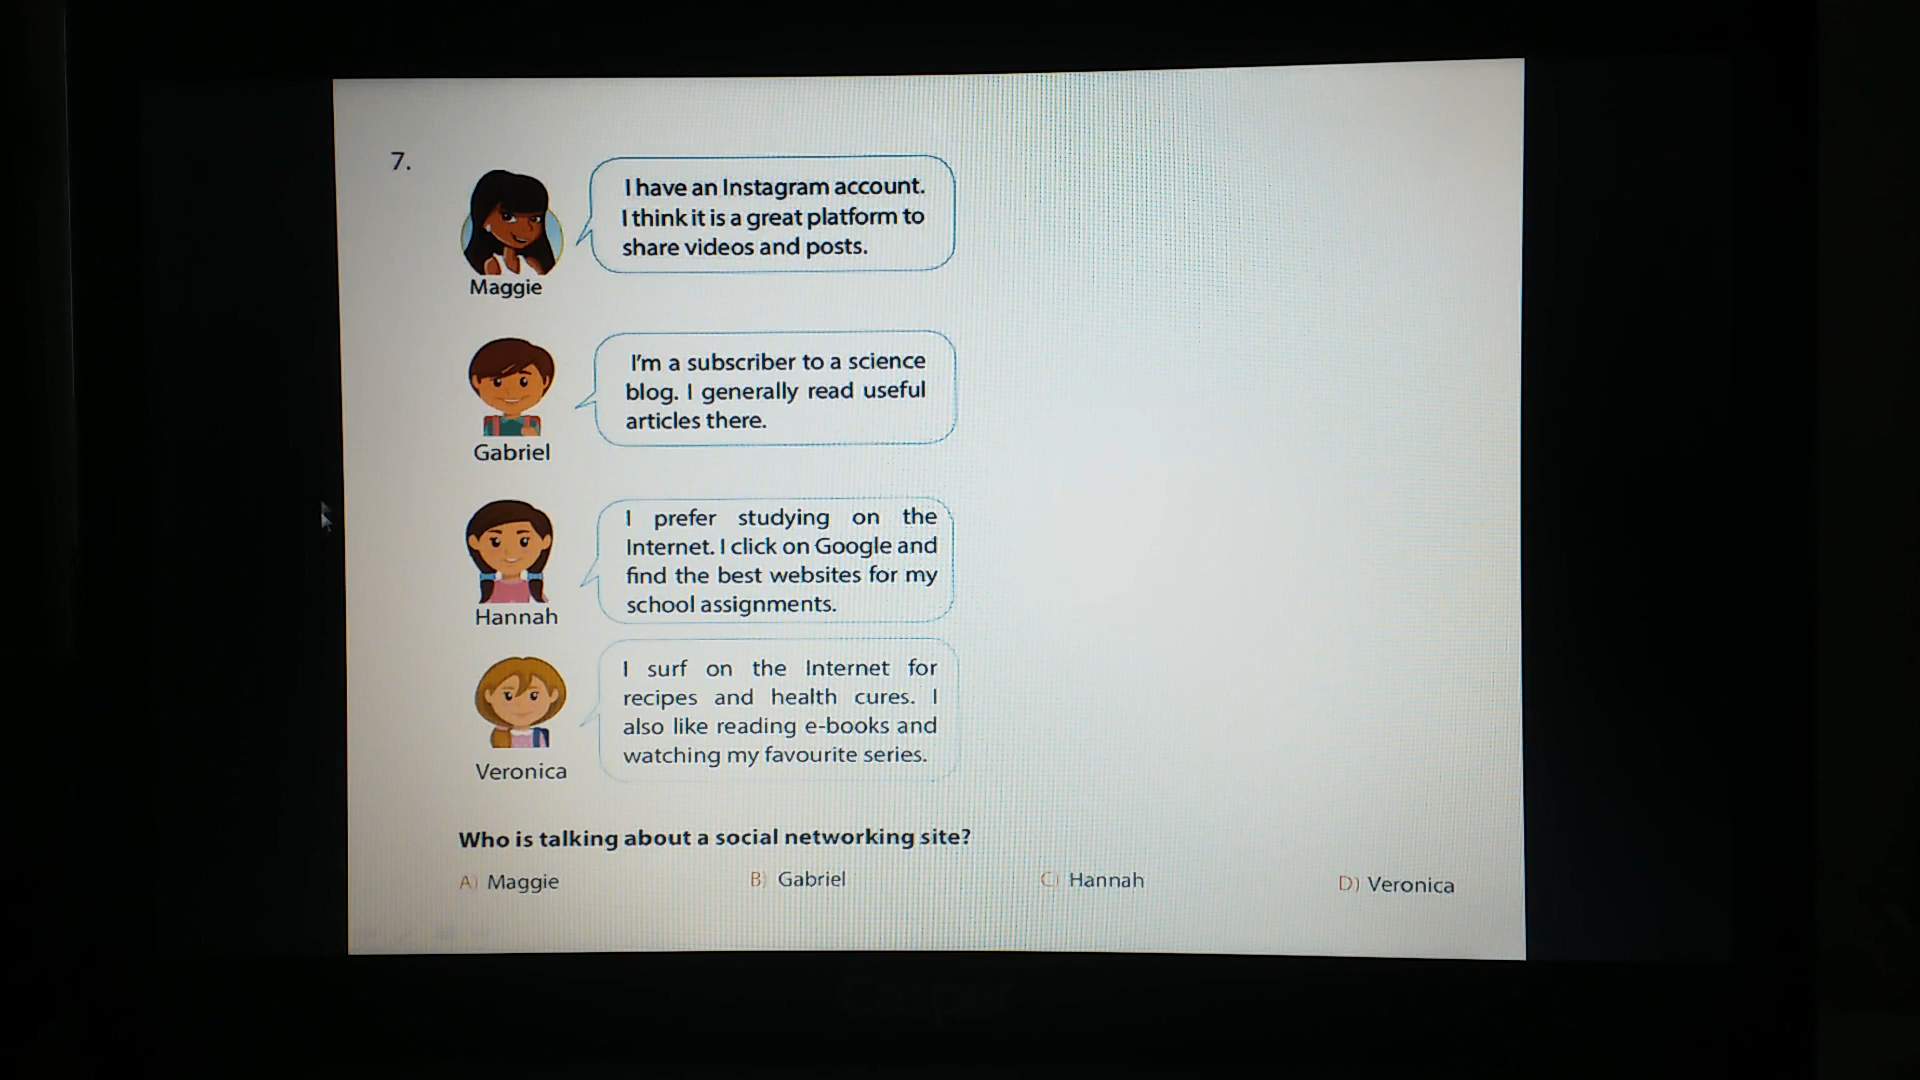 7.
I have an Instagram account.
I think it is a great platform to
share videos and posts.
Maggie
I'm a subscriber to a science
blog. I generally read useful
articles there.
Gabriel
I prefer studying on the
Internet. I click on Google and
find the best websites for my
school assignments.
Hannah
I surf on the Internet for
recipes and health cures. I
also like reading e-books and
watching my favourite series.
Veronica
Who is talking about a social networking site?
A) Maggie B) Gabriel C) Hannah D) Veronica
Casper